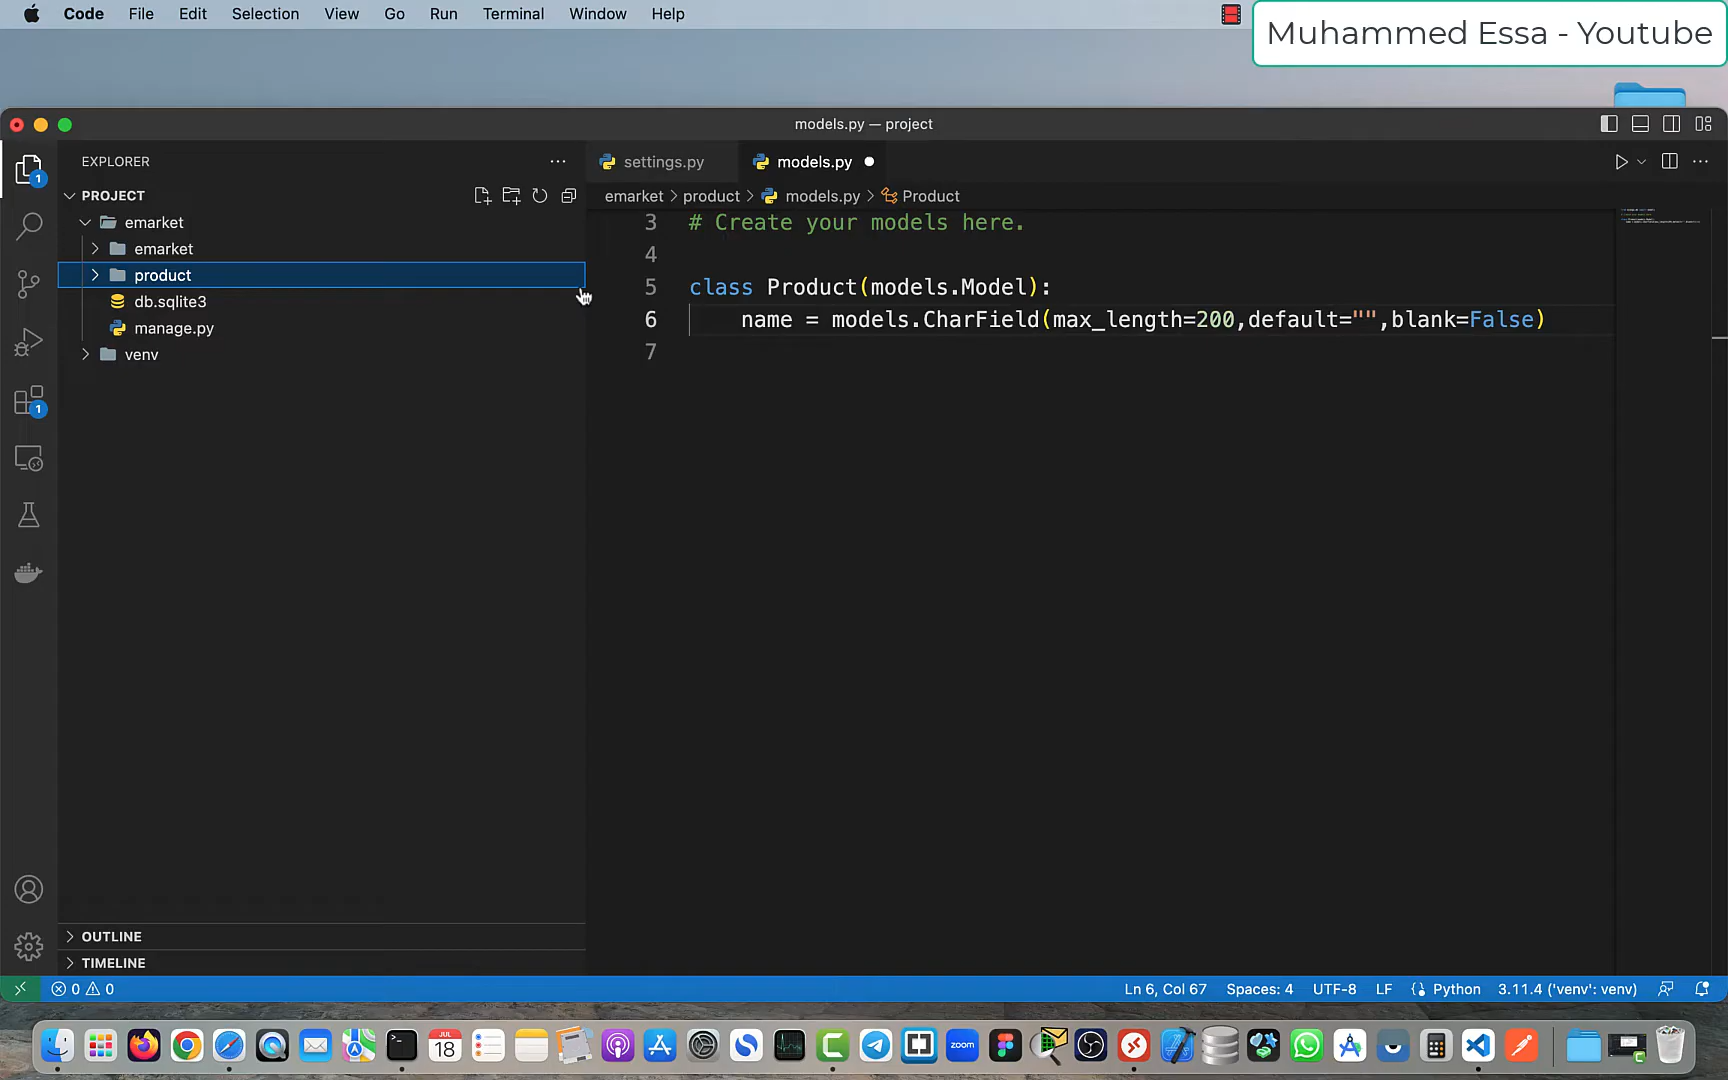 Code File Edit Selection View Go Run Terminal Window Help
Muhammed Essa - Youtube
models.py — project
EXPLORER
settings.py
models.py
PROJECT
emarket > product > models.py > Product
emarket
emarket
product
db.sqlite3
manage.py
venv
3 # Create your models here.
4
5 class Product(models.Model):
6 name = models.CharField(max_length=200,default="",blank=False)
7
1
1
OUTLINE
TIMELINE
0 0
Ln 6, Col 67 Spaces: 4 UTF-8 LF Python 3.11.4 ('venv': venv)
JUL
18
zoom